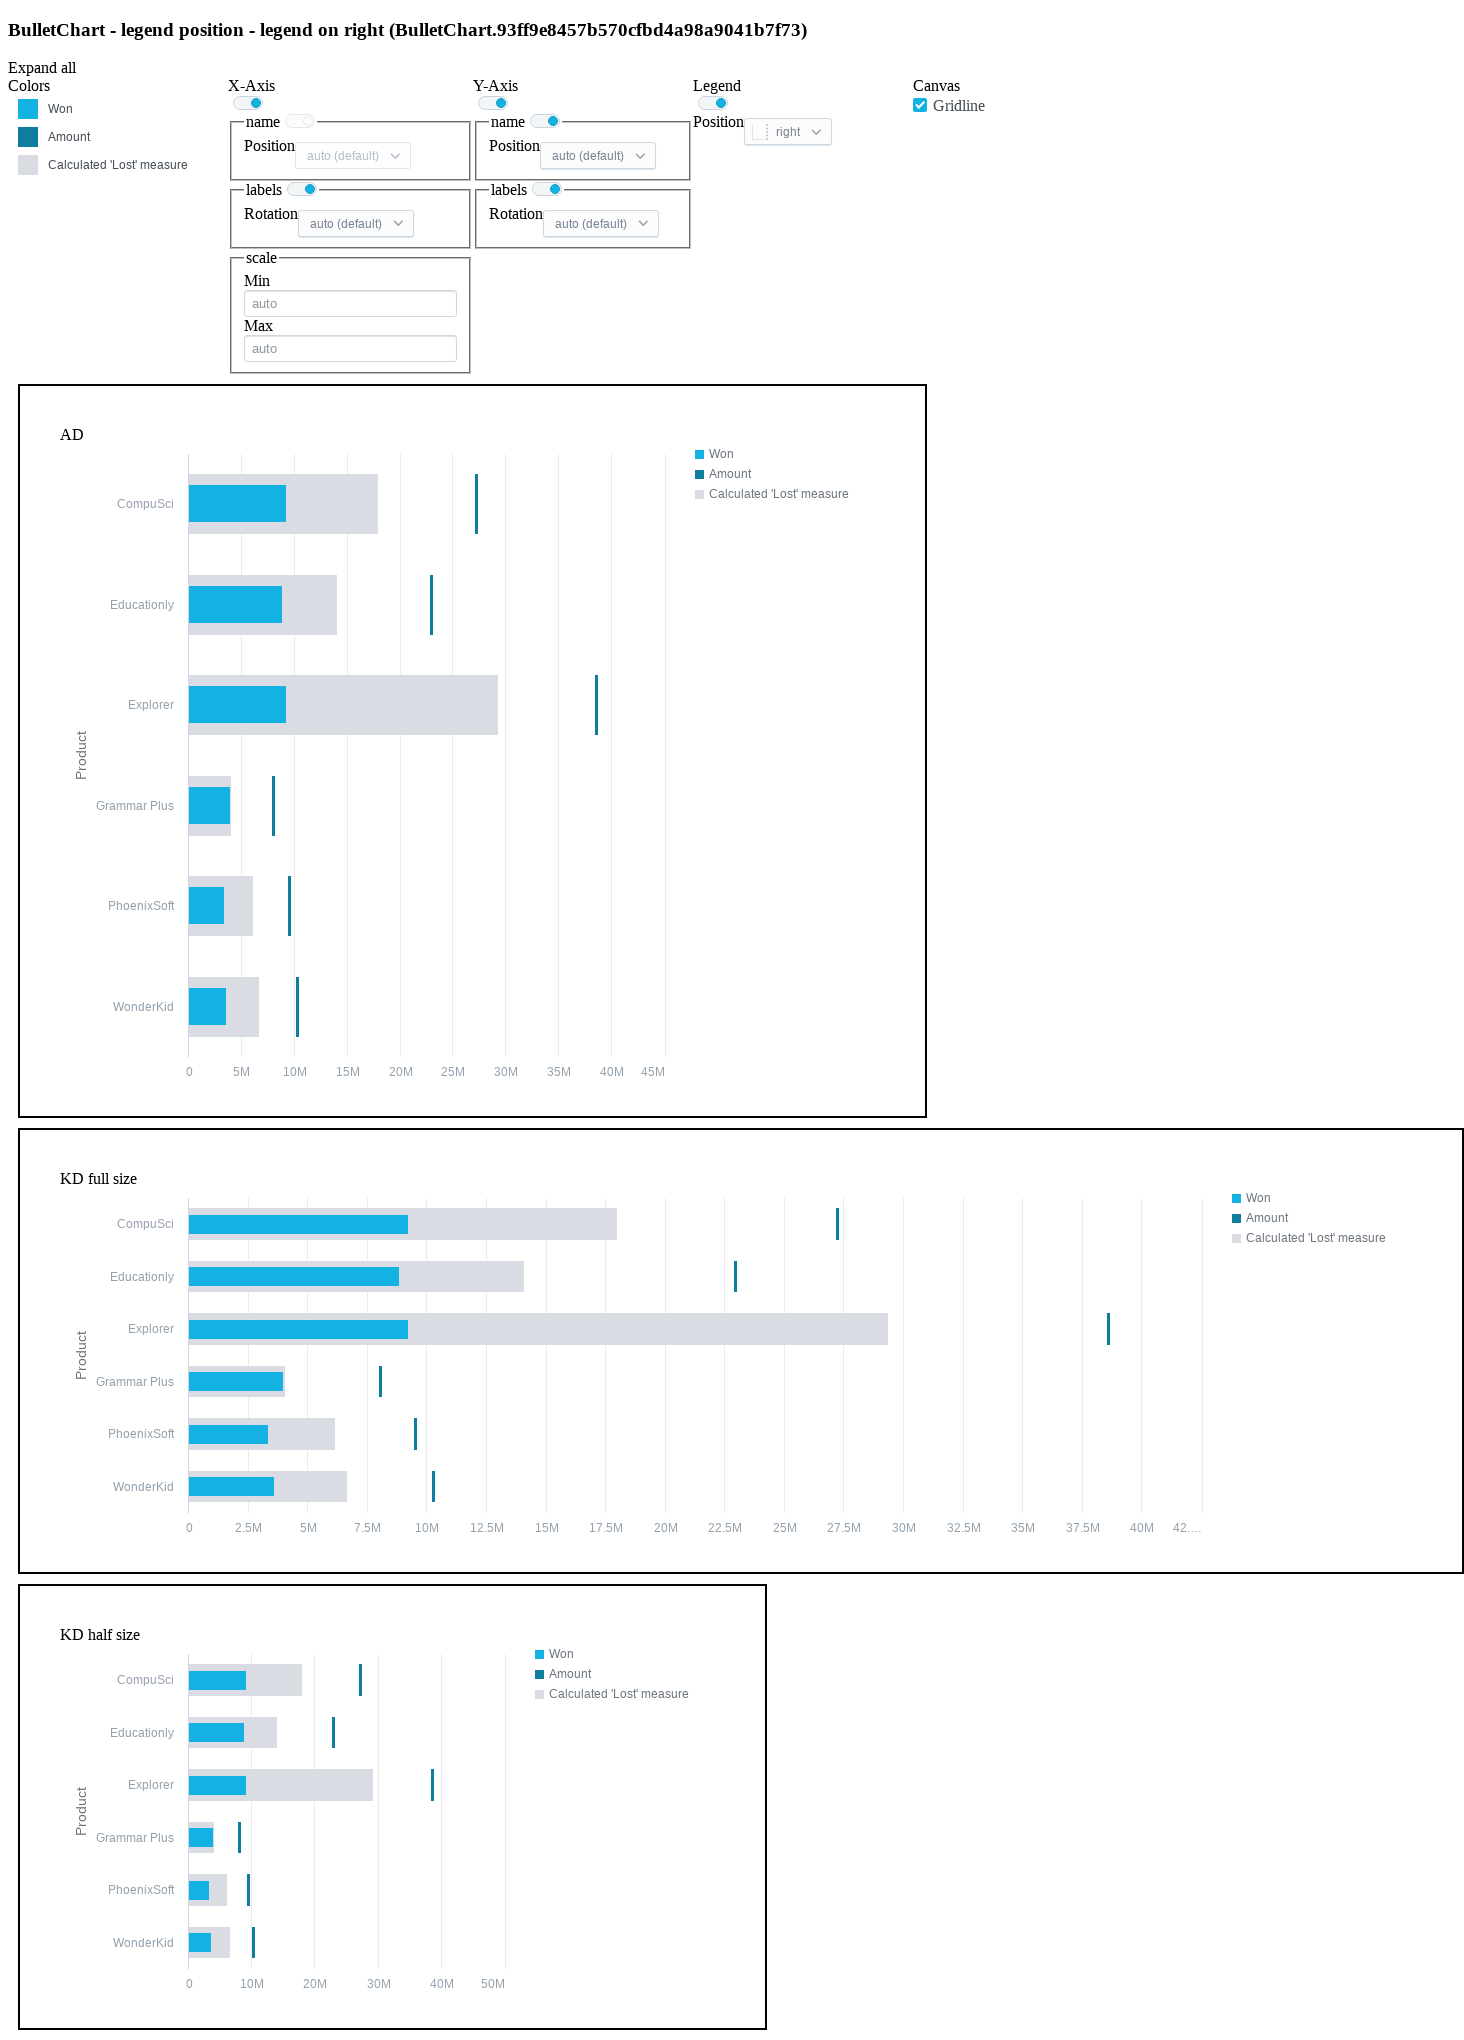 BulletChart - legend position - legend on right (BulletChart.93ff9e8457b570cfbd4a98a9041b7f73)
Expand all
Colors
Won
Amount
Calculated 'Lost' measure
X-Axis
name
Position auto (default)
labels
Rotation auto (default)
scale
Min
auto
Max
auto
Y-Axis
name
Position auto (default)
labels
Rotation auto (default)
Legend
Position right
Canvas
Gridline
AD
Won
Amount
Calculated 'Lost' measure
Product
CompuSci
Educationly
Explorer
Grammar Plus
PhoenixSoft
WonderKid
0 5M 10M 15M 20M 25M 30M 35M 40M 45M
KD full size
Won
Amount
Calculated 'Lost' measure
Product
CompuSci
Educationly
Explorer
Grammar Plus
PhoenixSoft
WonderKid
0 2.5M 5M 7.5M 10M 12.5M 15M 17.5M 20M 22.5M 25M 27.5M 30M 32.5M 35M 37.5M 40M 42....
KD half size
Won
Amount
Calculated 'Lost' measure
Product
CompuSci
Educationly
Explorer
Grammar Plus
PhoenixSoft
WonderKid
0 10M 20M 30M 40M 50M